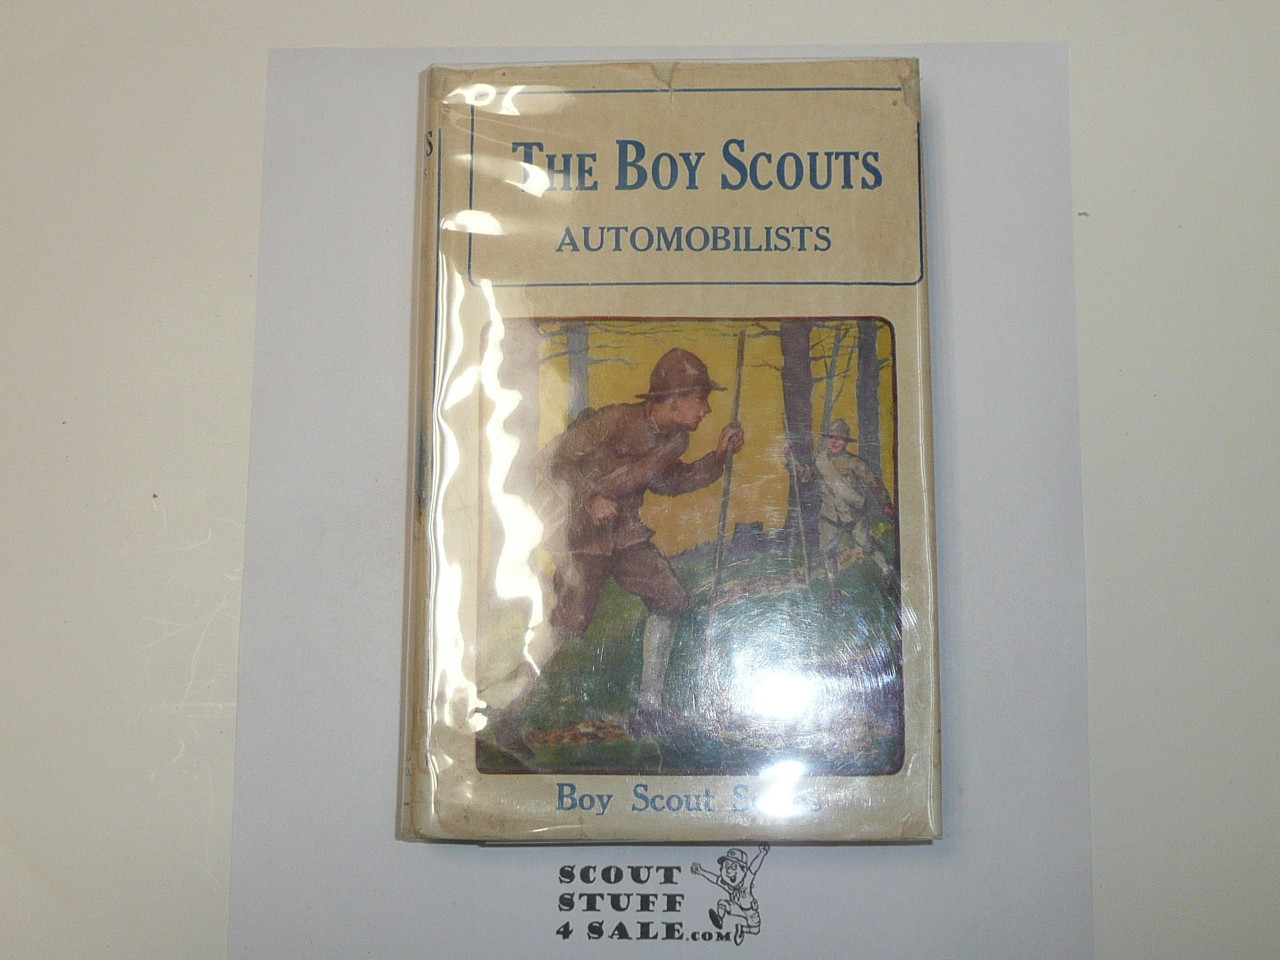 THE BOY SCOUTS
AUTOMOBILISTS
Boy Scout
SCOUT
STUFF
4 SALE.COM